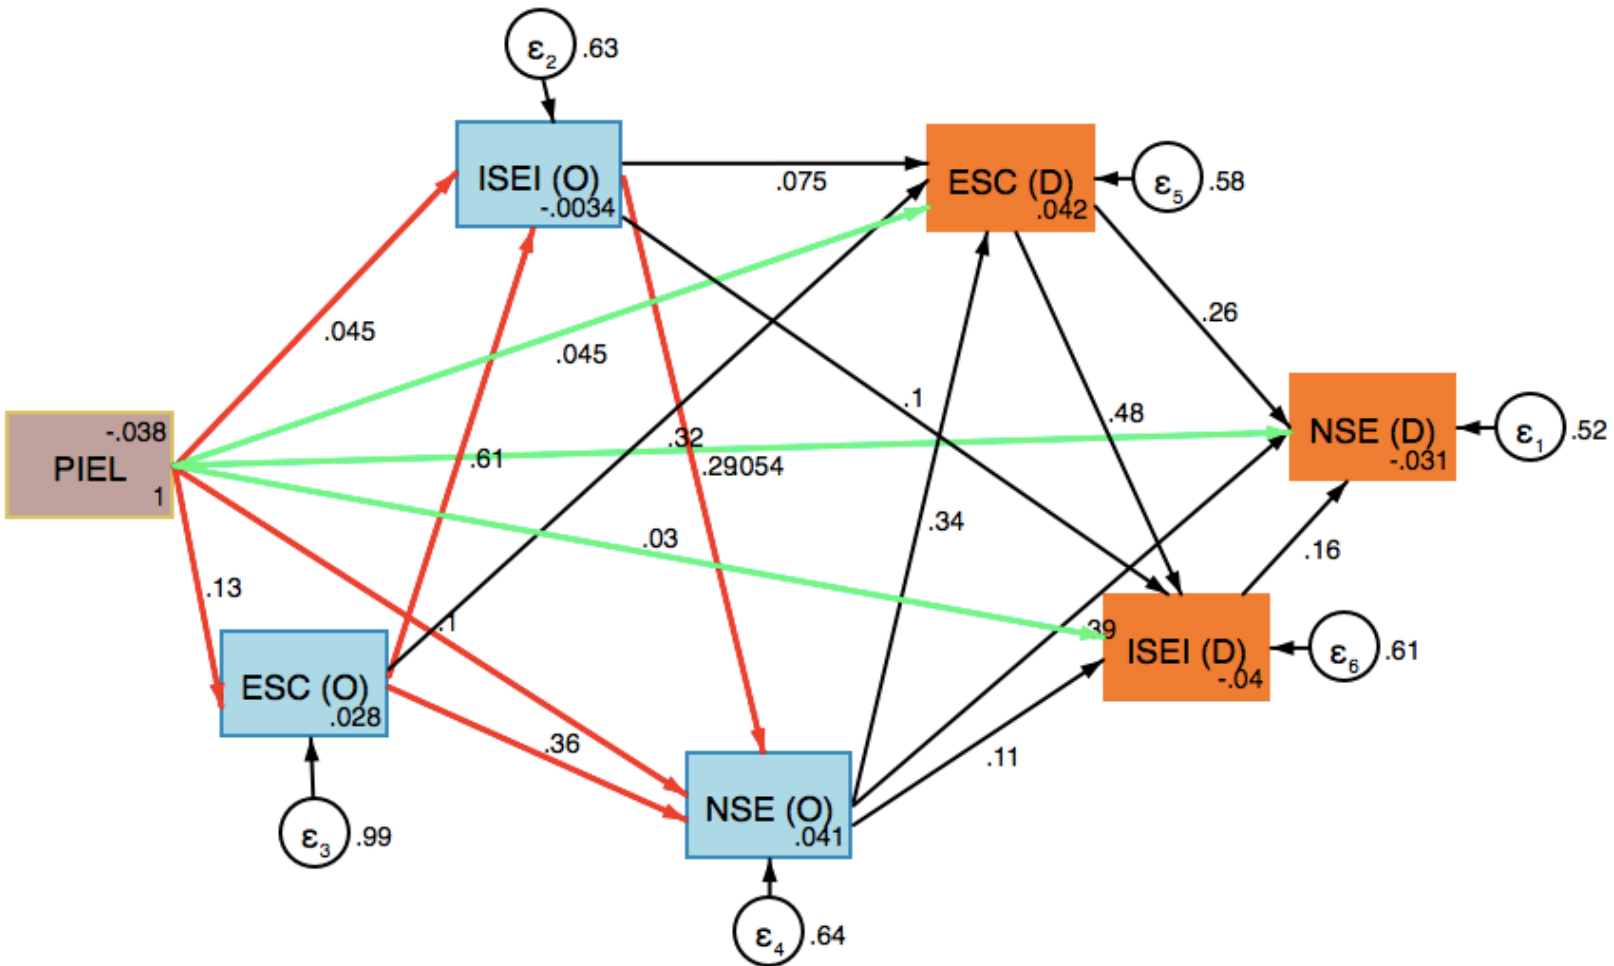 ε2 .63
ISEI (O)
-.0034
ESC (D)
.042
ε5 .58
.075
.045
.045
.26
.1
.48
-.038
PIEL
1
.32
NSE (D)
-.031
ε1 .52
.61
.29
.054
.34
.03
.16
.13
.1
.39
ISEI (D)
-.04
ε6 .61
ESC (O)
.028
.36
.11
NSE (O)
.041
ε3 .99
ε4 .64